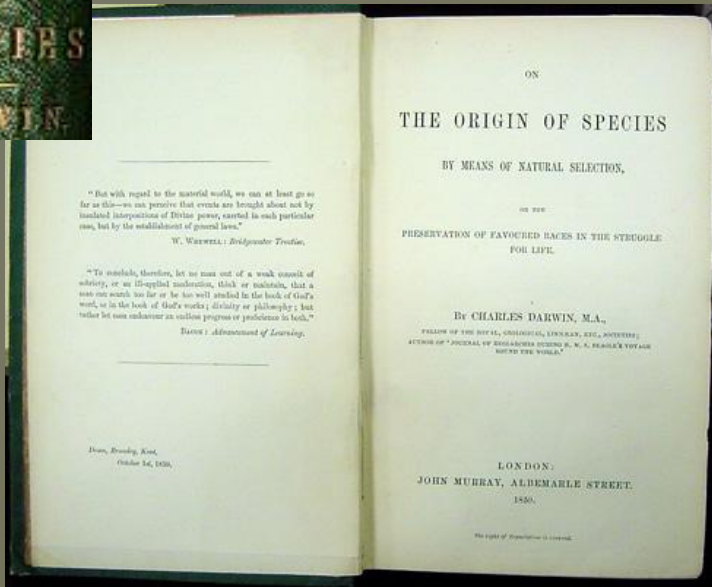 "But with regard to the material world, we can at least go so
far as this—we can perceive that events are brought about not by
insulated interpositions of Divine power, exerted in each particular
case, but by the establishment of general laws."
W. WHEWELL: Bridgewater Treatise.
"To conclude, therefore, let no man out of a weak conceit of
sobriety, or an ill-applied moderation, think or maintain, that a
man can search too far or be too well studied in the book of God's
word, or in the book of God's works; divinity or philosophy; but
rather let men endeavour an endless progress or proficience in both."
BACON: Advancement of Learning.
Down, Bromley, Kent,
October 1st, 1859.
ON
THE ORIGIN OF SPECIES
BY MEANS OF NATURAL SELECTION,
OR THE
PRESERVATION OF FAVOURED RACES IN THE STRUGGLE
FOR LIFE.
BY CHARLES DARWIN, M.A.,
FELLOW OF THE ROYAL, GEOLOGICAL, LINNÆAN, ETC., SOCIETIES;
AUTHOR OF 'JOURNAL OF RESEARCHES DURING H. M. S. BEAGLE'S VOYAGE
ROUND THE WORLD.'
LONDON:
JOHN MURRAY, ALBEMARLE STREET.
1859.
The right of Translation is reserved.